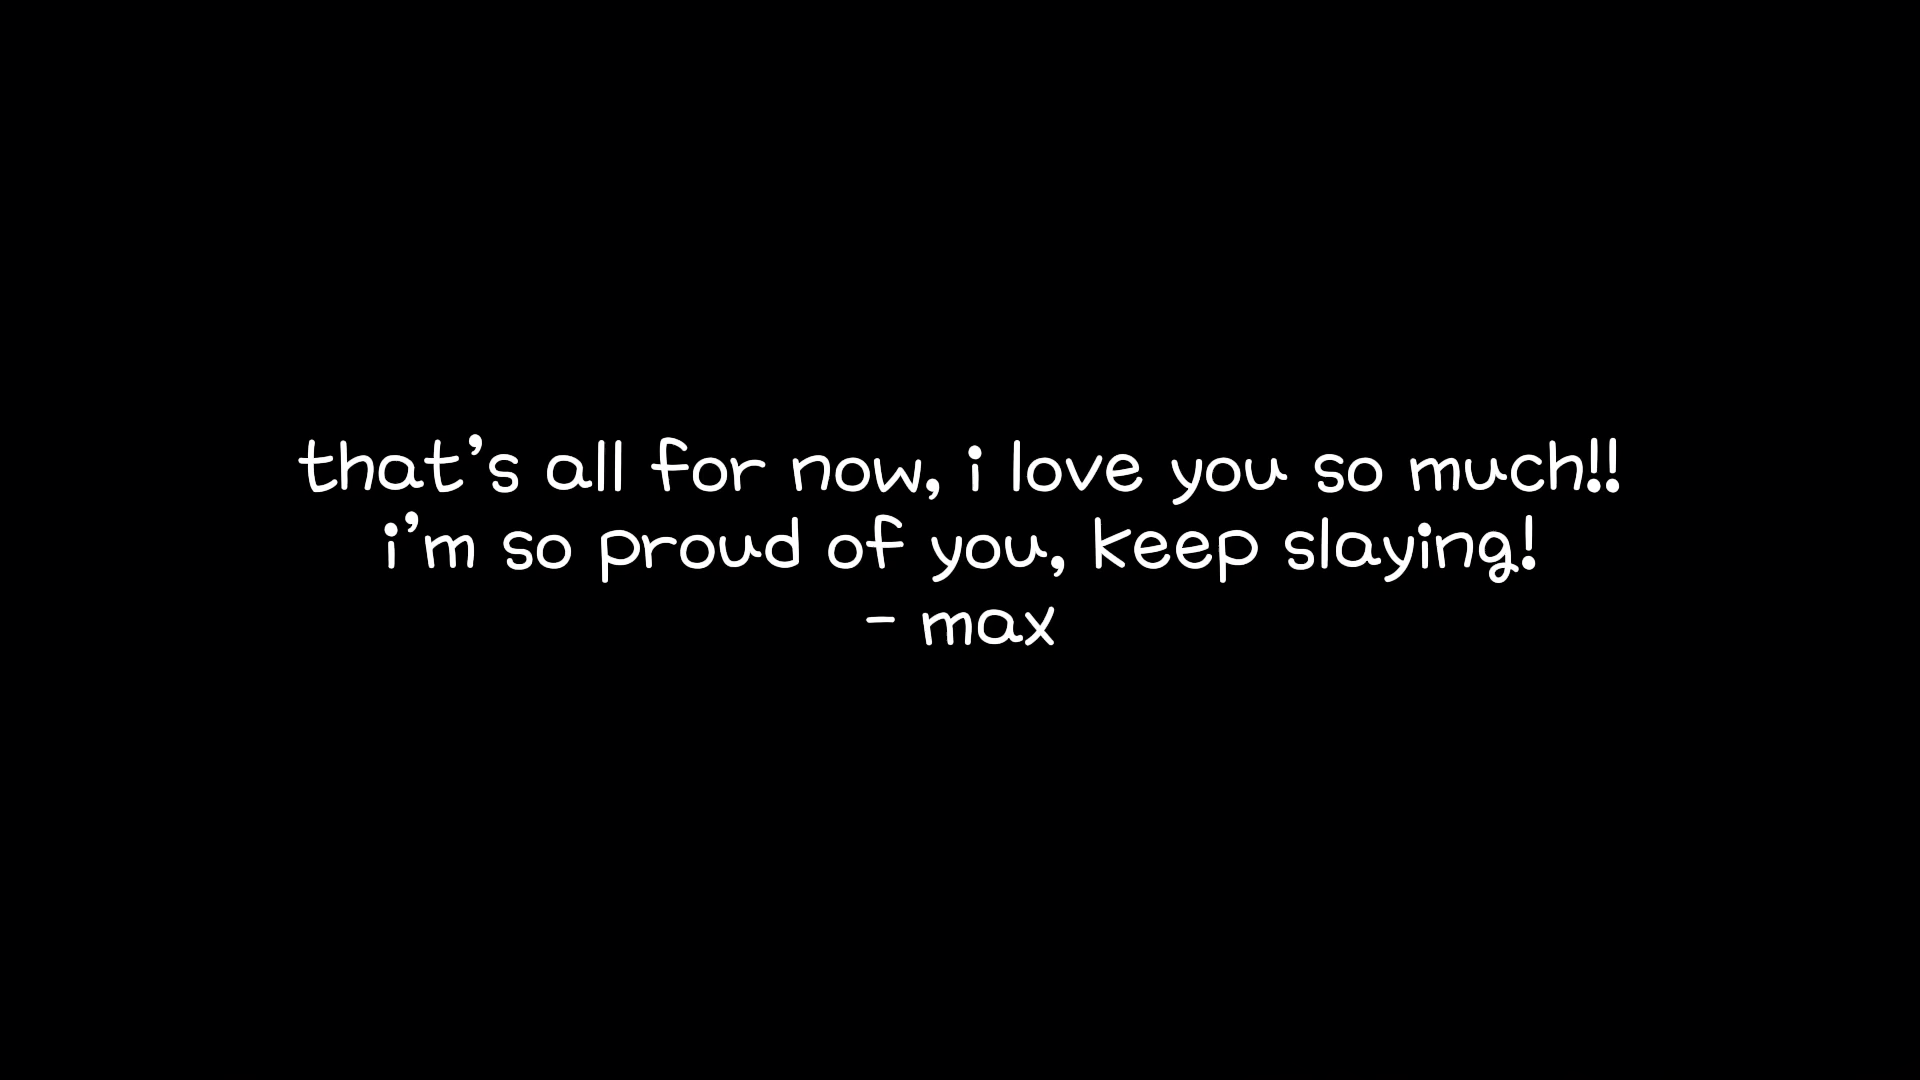 that’s all for now, i love you so much!!
i’m so proud of you, keep slaying!
- max